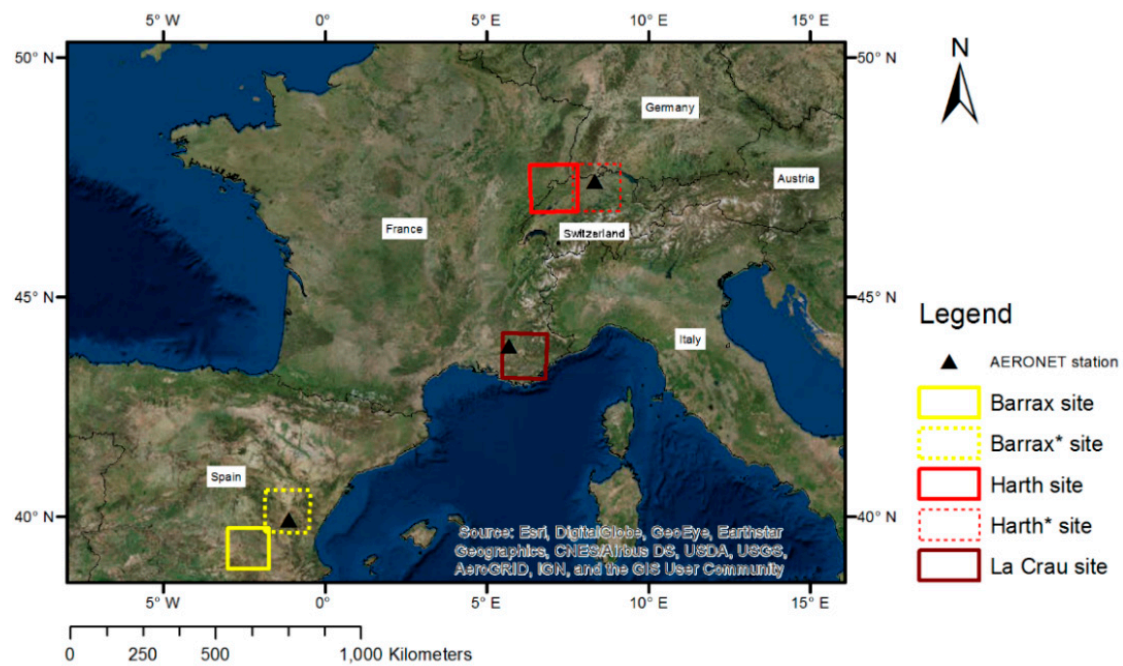 5° W 0° 5° E 10° E 15° E
N
50° N 50° N
Germany
Austria
France
Switzerland
45° N 45° N
Legend
Italy
AERONET station
Barrax site
Barrax* site
Spain
Harth site
40° N 40° N
Harth* site
Source: Esri, DigitalGlobe, GeoEye, Earthstar
Geographics, CNES/Airbus DS, USDA, USGS,
AeroGRID, IGN, and the GIS User Community
La Crau site
5° W 0° 5° E 10° E 15° E
0 250 500 1,000 Kilometers